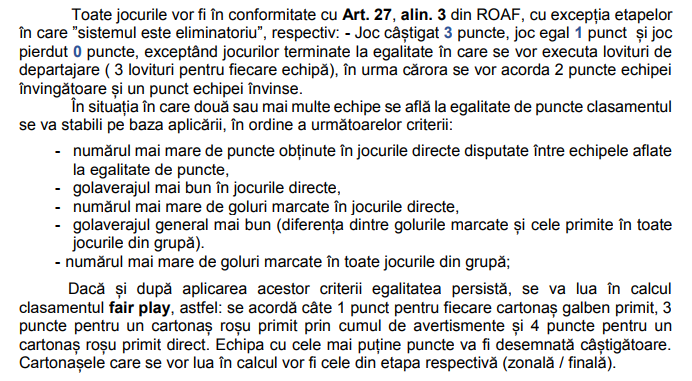 Toate jocurile vor fi în conformitate cu Art. 27, alin. 3 din ROAF, cu excepția etapelor
în care ”sistemul este eliminatoriu”, respectiv: - Joc câștigat 3 puncte, joc egal 1 punct și joc
pierdut 0 puncte, exceptând jocurilor terminate la egalitate în care se vor executa lovituri de
departajare ( 3 lovituri pentru fiecare echipă), în urma cărora se vor acorda 2 puncte echipei
învingătoare și un punct echipei învinse.
În situația în care două sau mai multe echipe se află la egalitate de puncte clasamentul
se va stabili pe baza aplicării, în ordine a următoarelor criterii:
- numărul mai mare de puncte obținute în jocurile directe disputate între echipele aflate
la egalitate de puncte,
- golaverajul mai bun în jocurile directe,
- numărul mai mare de goluri marcate în jocurile directe,
- golaverajul general mai bun (diferența dintre golurile marcate și cele primite în toate
jocurile din grupă).
- numărul mai mare de goluri marcate în toate jocurile din grupă;
Dacă și după aplicarea acestor criterii egalitatea persistă, se va lua în calcul
clasamentul fair play, astfel: se acordă câte 1 punct pentru fiecare cartonaș galben primit, 3
puncte pentru un cartonaș roșu primit prin cumul de avertismente și 4 puncte pentru un
cartonaș roșu primit direct. Echipa cu cele mai puține puncte va fi desemnată câștigătoare.
Cartonașele care se vor lua în calcul vor fi cele din etapa respectivă (zonală / finală).